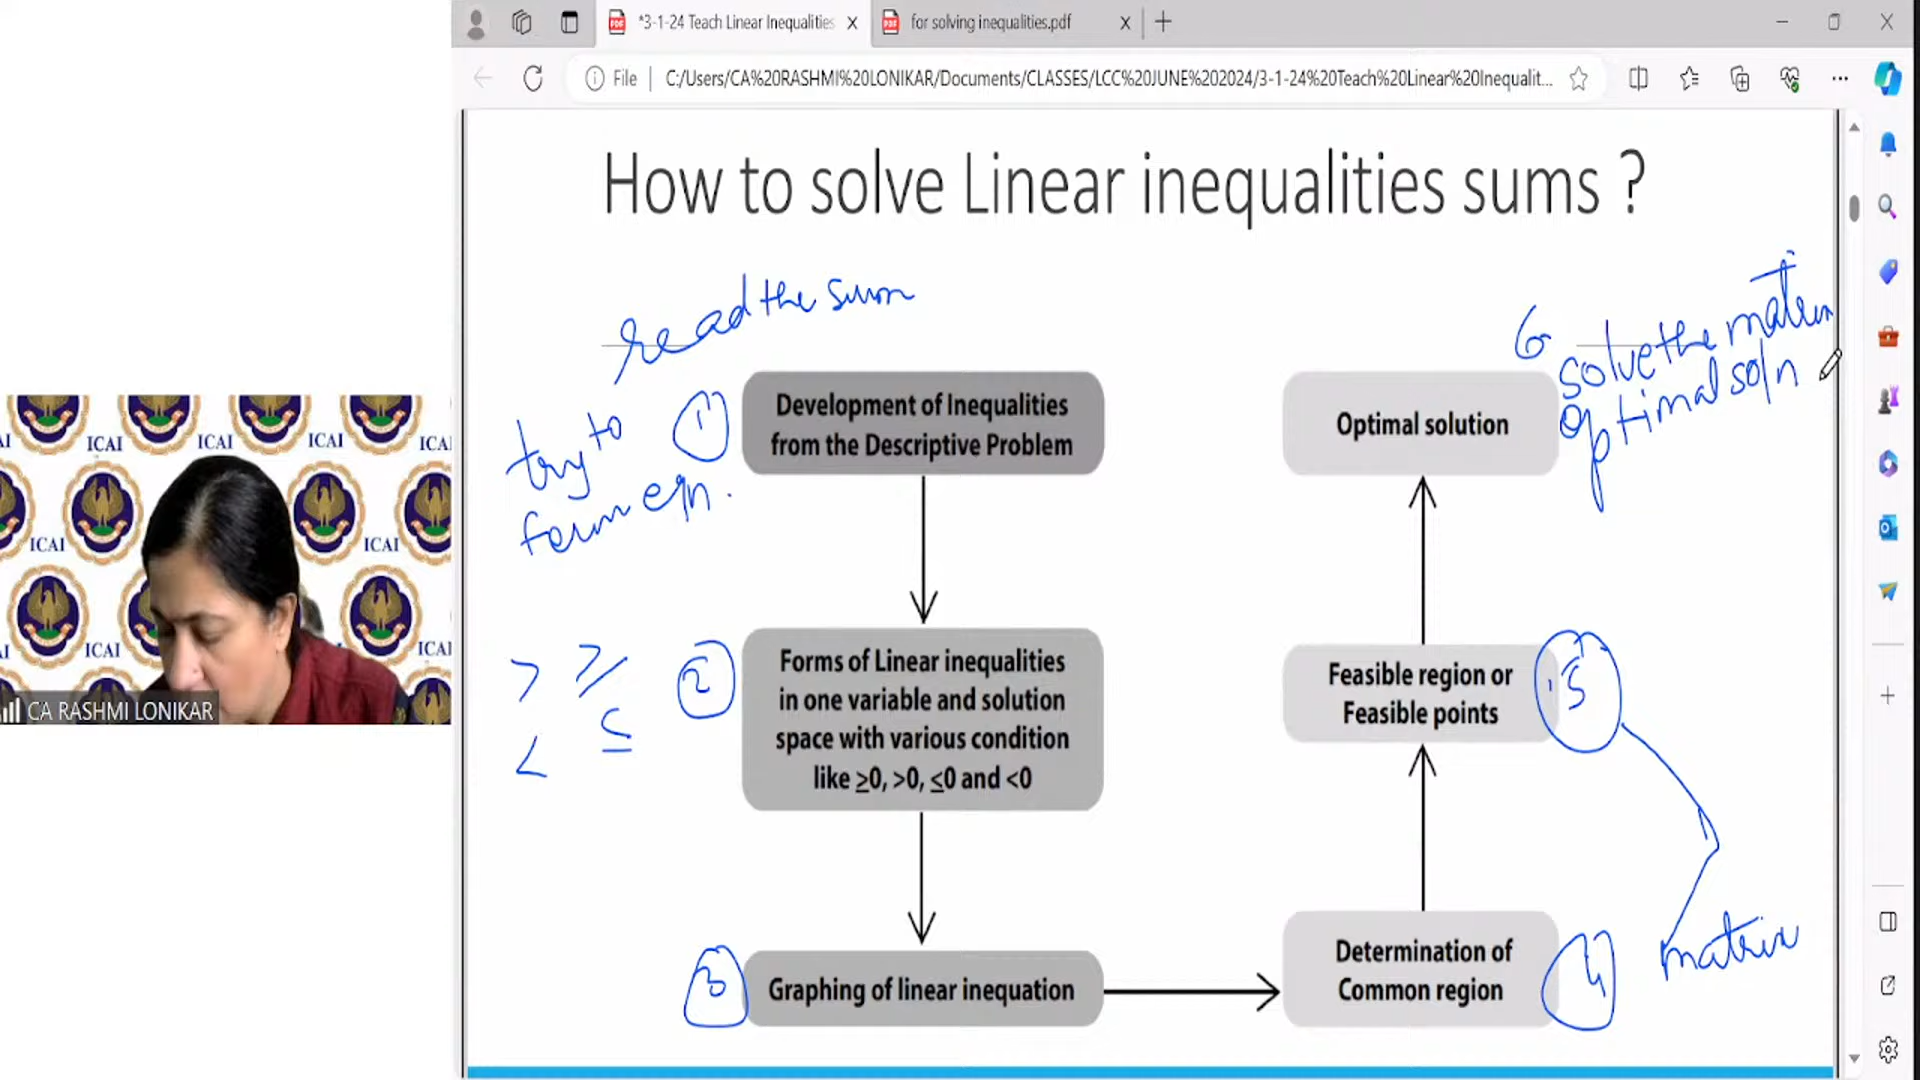 *3-1-24 Teach Linear Inequalities
for solving inequalities.pdf
File
C:/Users/CA%20RASHMI%20LONIKAR/Documents/CLASSES/LCC%20JUNE%202024/3-1-24%20Teach%20Linear%20Inequalit...
How to solve Linear inequalities sums ?
read the sum
try to
form eqn.
1
Development of Inequalities
from the Descriptive Problem
6
solve the matrix
optimal soln
Optimal solution
> ≥
< ≤
2
Forms of Linear inequalities
in one variable and solution
space with various condition
like ≥0, >0, ≤0 and <0
Feasible region or
Feasible points
5
3
Graphing of linear inequation
Determination of
Common region
4
matrix
ICAI ICAI ICAI
ICAI ICAI
ICAI
CA RASHMI LONIKAR